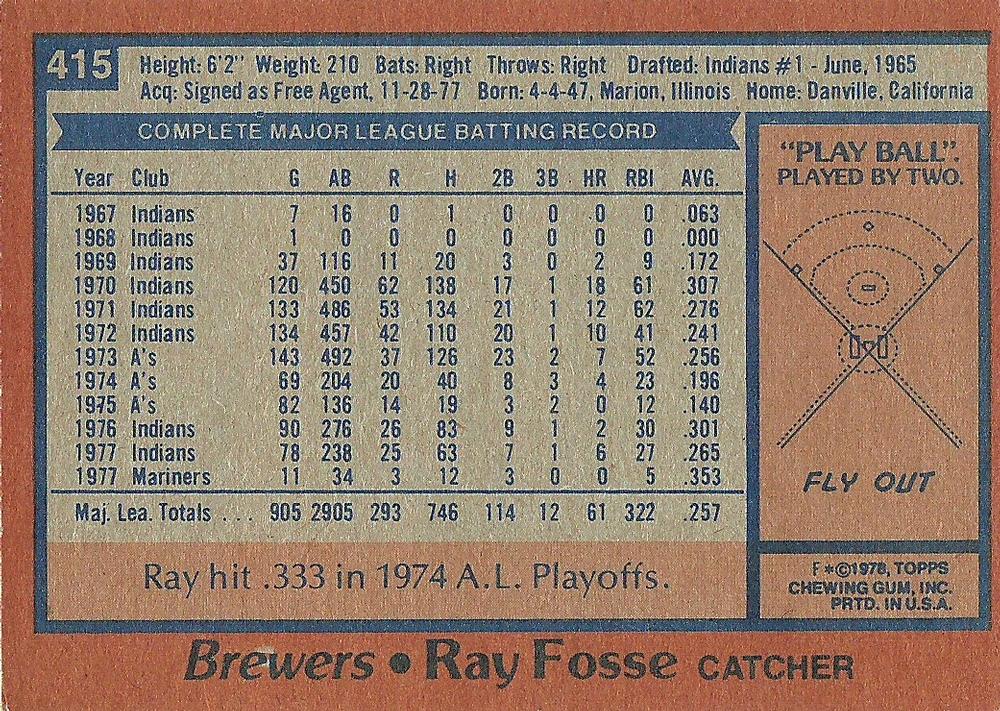 415
Height: 6'2" Weight: 210 Bats: Right Throws: Right Drafted: Indians #1 - June, 1965
Acq: Signed as Free Agent, 11-28-77 Born: 4-4-47, Marion, Illinois Home: Danville, California
COMPLETE MAJOR LEAGUE BATTING RECORD
Year Club G AB R H 2B 3B HR RBI AVG.
1967 Indians 7 16 0 1 0 0 0 0 .063
1968 Indians 1 0 0 0 0 0 0 0 .000
1969 Indians 37 116 11 20 3 0 2 9 .172
1970 Indians 120 450 62 138 17 1 18 61 .307
1971 Indians 133 486 53 134 21 1 12 62 .276
1972 Indians 134 457 42 110 20 1 10 41 .241
1973 A's 143 492 37 126 23 2 7 52 .256
1974 A's 69 204 20 40 8 3 4 23 .196
1975 A's 82 136 14 19 3 2 0 12 .140
1976 Indians 90 276 26 83 9 1 2 30 .301
1977 Indians 78 238 25 63 7 1 6 27 .265
1977 Mariners 11 34 3 12 3 0 0 5 .353
Maj. Lea. Totals ... 905 2905 293 746 114 12 61 322 .257
Ray hit .333 in 1974 A.L. Playoffs.
"PLAY BALL".
PLAYED BY TWO.
FLY OUT
F*©1978, TOPPS
CHEWING GUM, INC.
PRTD. IN U.S.A.
Brewers • Ray Fosse CATCHER